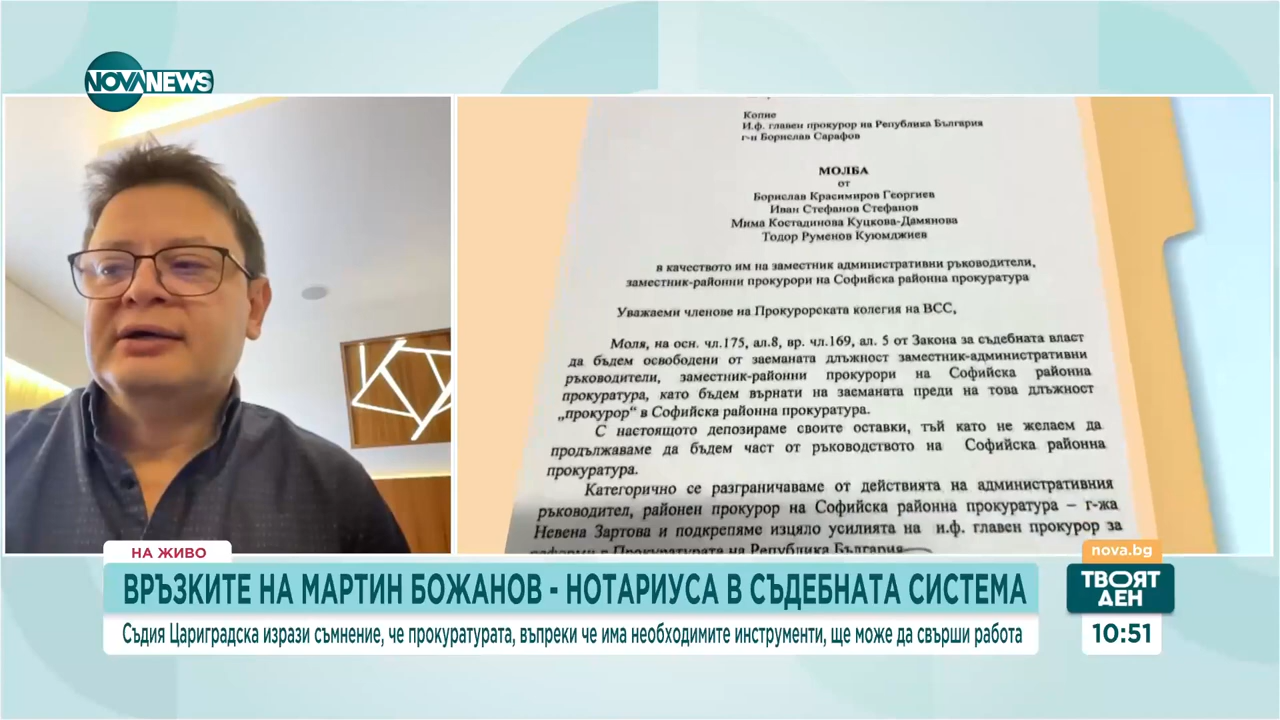 NOVANEWS
Копие
И.ф. главен прокурор на Република България
г-н Борислав Сарафов
МОЛБА
от
Борислав Красимиров Георгиев
Иван Стефанов Стефанов
Мима Костадинова Куцкова-Дамянова
Тодор Руменов Куюмджиев
в качеството им на заместник административни ръководители,
заместник-районни прокурори на Софийска районна прокуратура
Уважаеми членове на Прокурорската колегия на ВСС,
Моля, на осн. чл.175, ал.8, вр. чл.169, ал. 5 от Закона за съдебната власт
да бъдем освободени от заеманата длъжност заместник-административни
ръководители, заместник-районни прокурори на Софийска районна
прокуратура, като бъдем върнати на заеманата преди на това длъжност
„прокурор“ в Софийска районна прокуратура.
С настоящото депозираме своите оставки, тъй като не желаем да
продължаваме да бъдем част от ръководството на Софийска районна
прокуратура.
Категорично се разграничаваме от действията на административния
ръководител, районен прокурор на Софийска районна прокуратура – г-жа
Невена Зартова и подкрепяме изцяло усилията на и.ф. главен прокурор за
реформи в Прокуратурата на Република България
НА ЖИВО
ВРЪЗКИТЕ НА МАРТИН БОЖАНОВ - НОТАРИУСА В СЪДЕБНАТА СИСТЕМА
Съдия Цариградска изрази съмнение, че прокуратурата, въпреки че има необходимите инструменти, ще може да свърши работа
nova.bg
ТВОЯТ
ДЕН
10:51